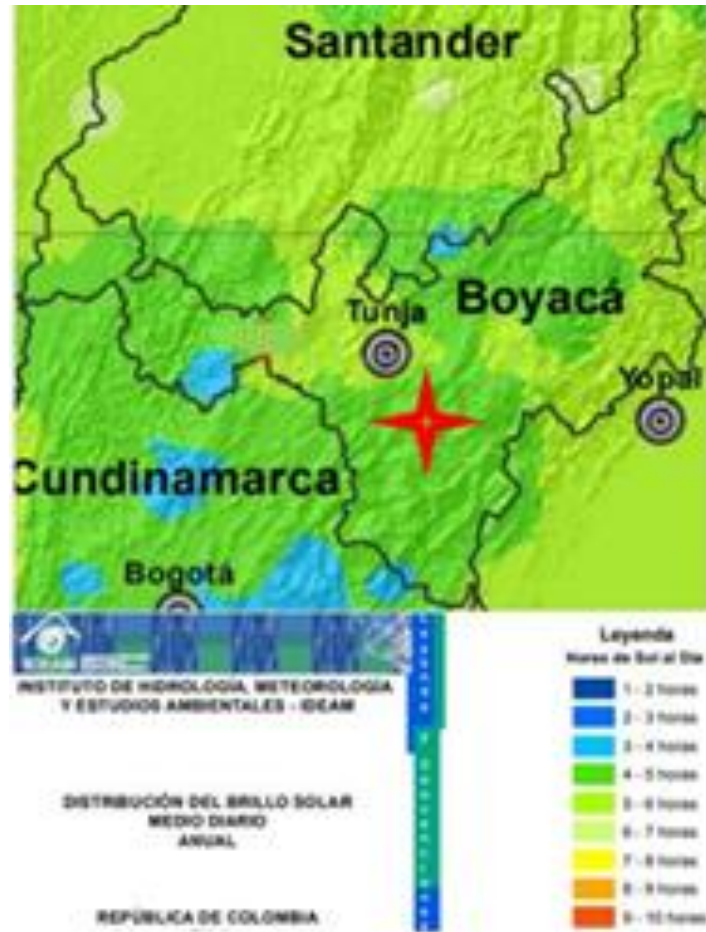 Santander
Boyacá
Tunja
Yopal
Cundinamarca
Bogotá
INSTITUTO DE HIDROLOGÍA, METEOROLOGÍA
Y ESTUDIOS AMBIENTALES - IDEAM
DISTRIBUCIÓN DEL BRILLO SOLAR
MEDIO DIARIO
ANUAL
REPÚBLICA DE COLOMBIA
Leyenda
Horas de Sol al Día
1 - 2 horas
2 - 3 horas
3 - 4 horas
4 - 5 horas
5 - 6 horas
6 - 7 horas
7 - 8 horas
8 - 9 horas
9 - 10 horas